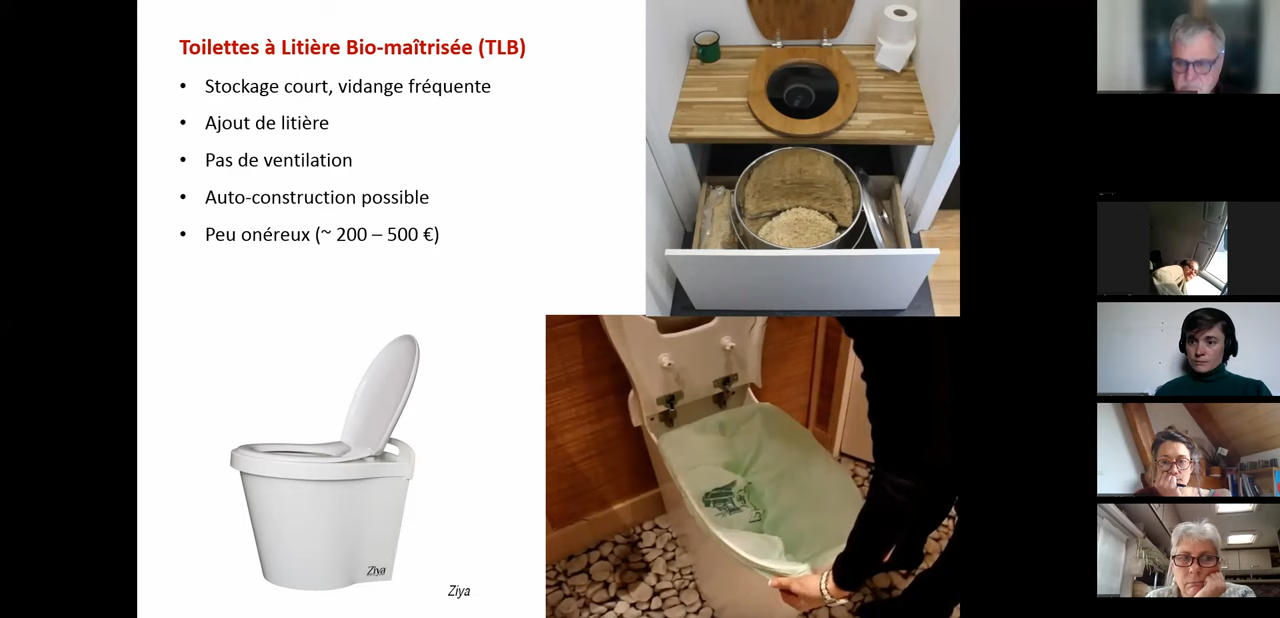 Toilettes à Litière Bio-maîtrisée (TLB)
• Stockage court, vidange fréquente
• Ajout de litière
• Pas de ventilation
• Auto-construction possible
• Peu onéreux (~ 200 – 500 €)
Ziya
Ziya